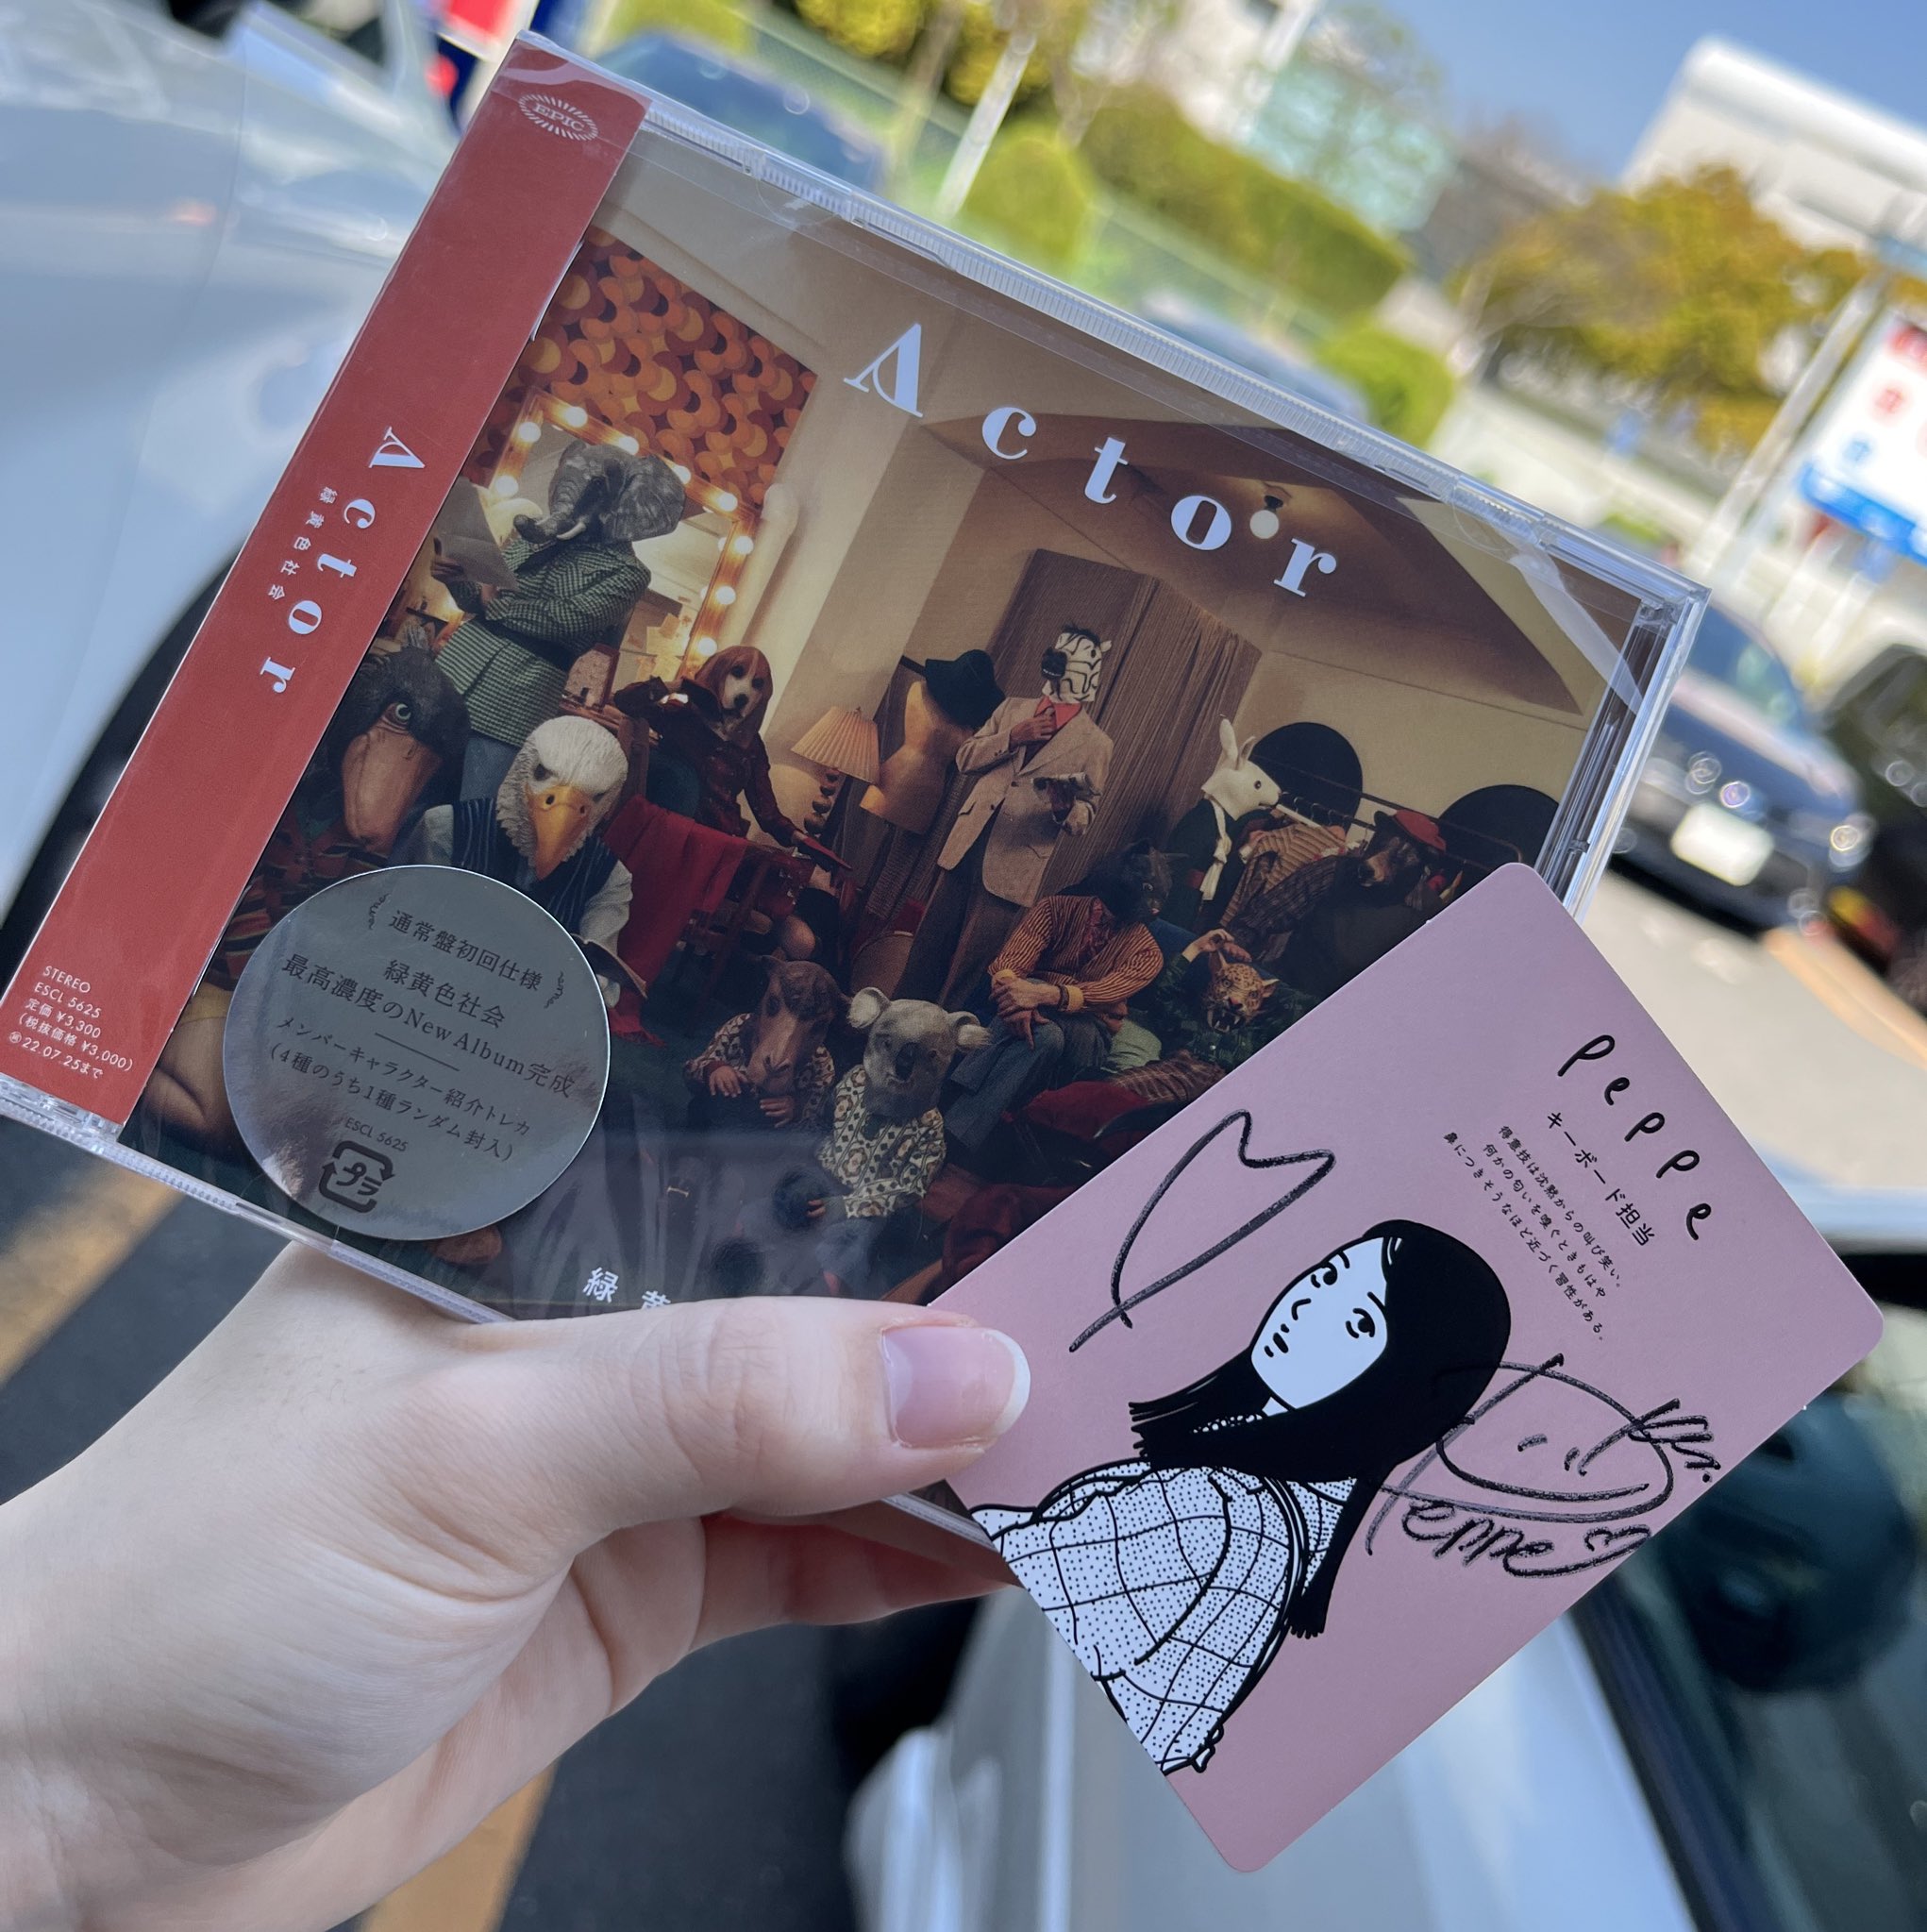 EPIC
Actor
緑黄色社会
STEREO
ESCL 5625
定価 ¥3,300
(税抜価格 ¥3,000)
22.07.25まで
Actor
通常盤初回仕様
緑黄色社会
最高濃度のNew Album完成
メンバーキャラクター紹介トレカ
(4種のうち1種ランダム封入)
ESCL 5625
プラ
緑黄
peppe
キーボード担当
得意技は沈黙からの叫び笑い。
何かの匂いを嗅ぐときもはや
鼻につきそうなほど近づく習性がある。
Peppe